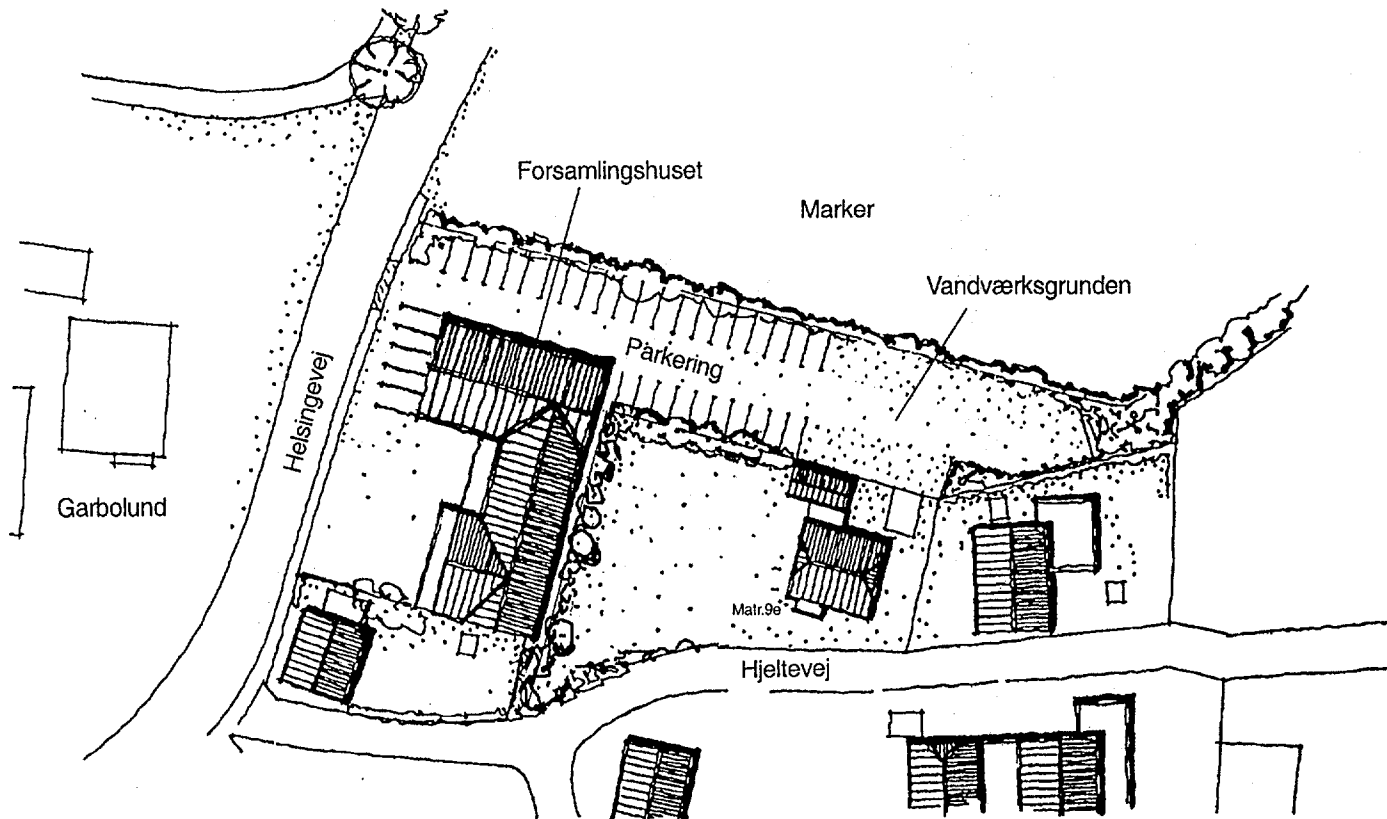 Forsamlingshuset
Marker
Vandværksgrunden
Parkering
Helsingevej
Garbolund
Matr.9e
Hjeltevej